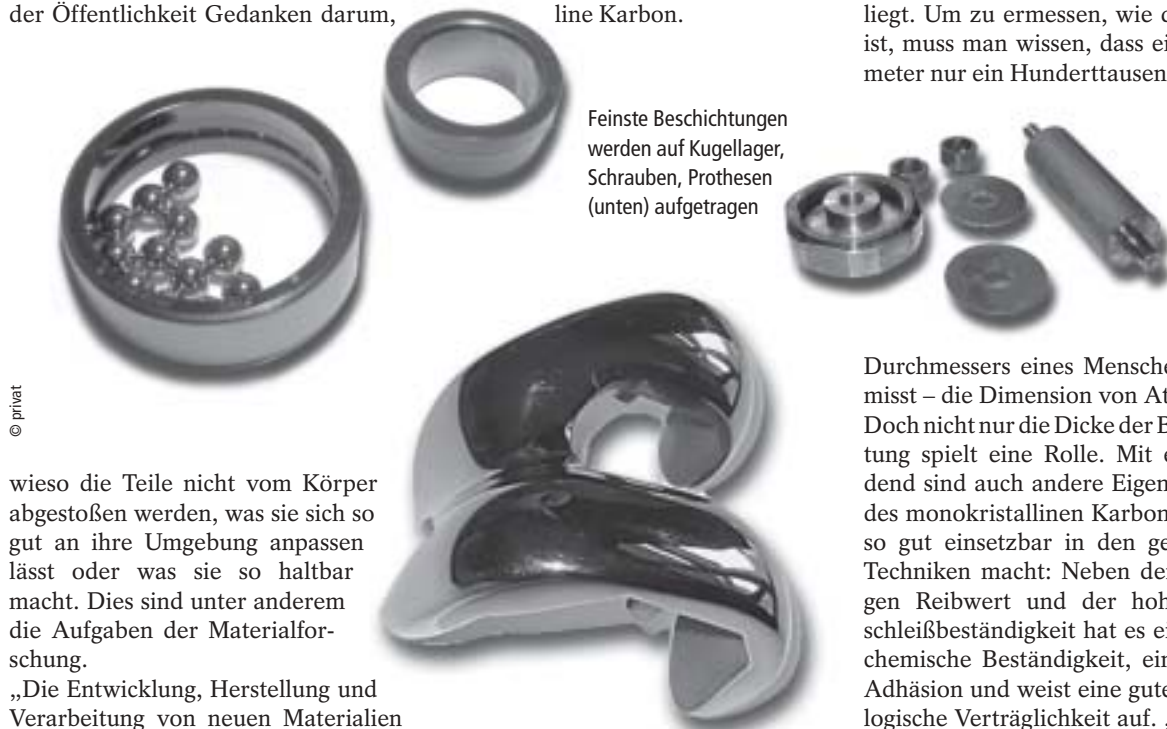 der Öffentlichkeit Gedanken darum,
wieso die Teile nicht vom Körper
abgestoßen werden, was sie sich so
gut an ihre Umgebung anpassen
lässt oder was sie so haltbar
macht. Dies sind unter anderem
die Aufgaben der Materialfor-
schung.
„Die Entwicklung, Herstellung und
Verarbeitung von neuen Materialien
© privat
line Karbon.
Feinste Beschichtungen
werden auf Kugellager,
Schrauben, Prothesen
(unten) aufgetragen
liegt. Um zu ermessen, wie d
ist, muss man wissen, dass ei
meter nur ein Hunderttausen
Durchmessers eines Mensche
misst – die Dimension von At
Doch nicht nur die Dicke der B
tung spielt eine Rolle. Mit e
dend sind auch andere Eigen
des monokristallinen Karbon
so gut einsetzbar in den ge
Techniken macht: Neben de
gen Reibwert und der hoh
schleißbeständigkeit hat es ei
chemische Beständigkeit, ein
Adhäsion und weist eine gute
logische Verträglichkeit auf. „